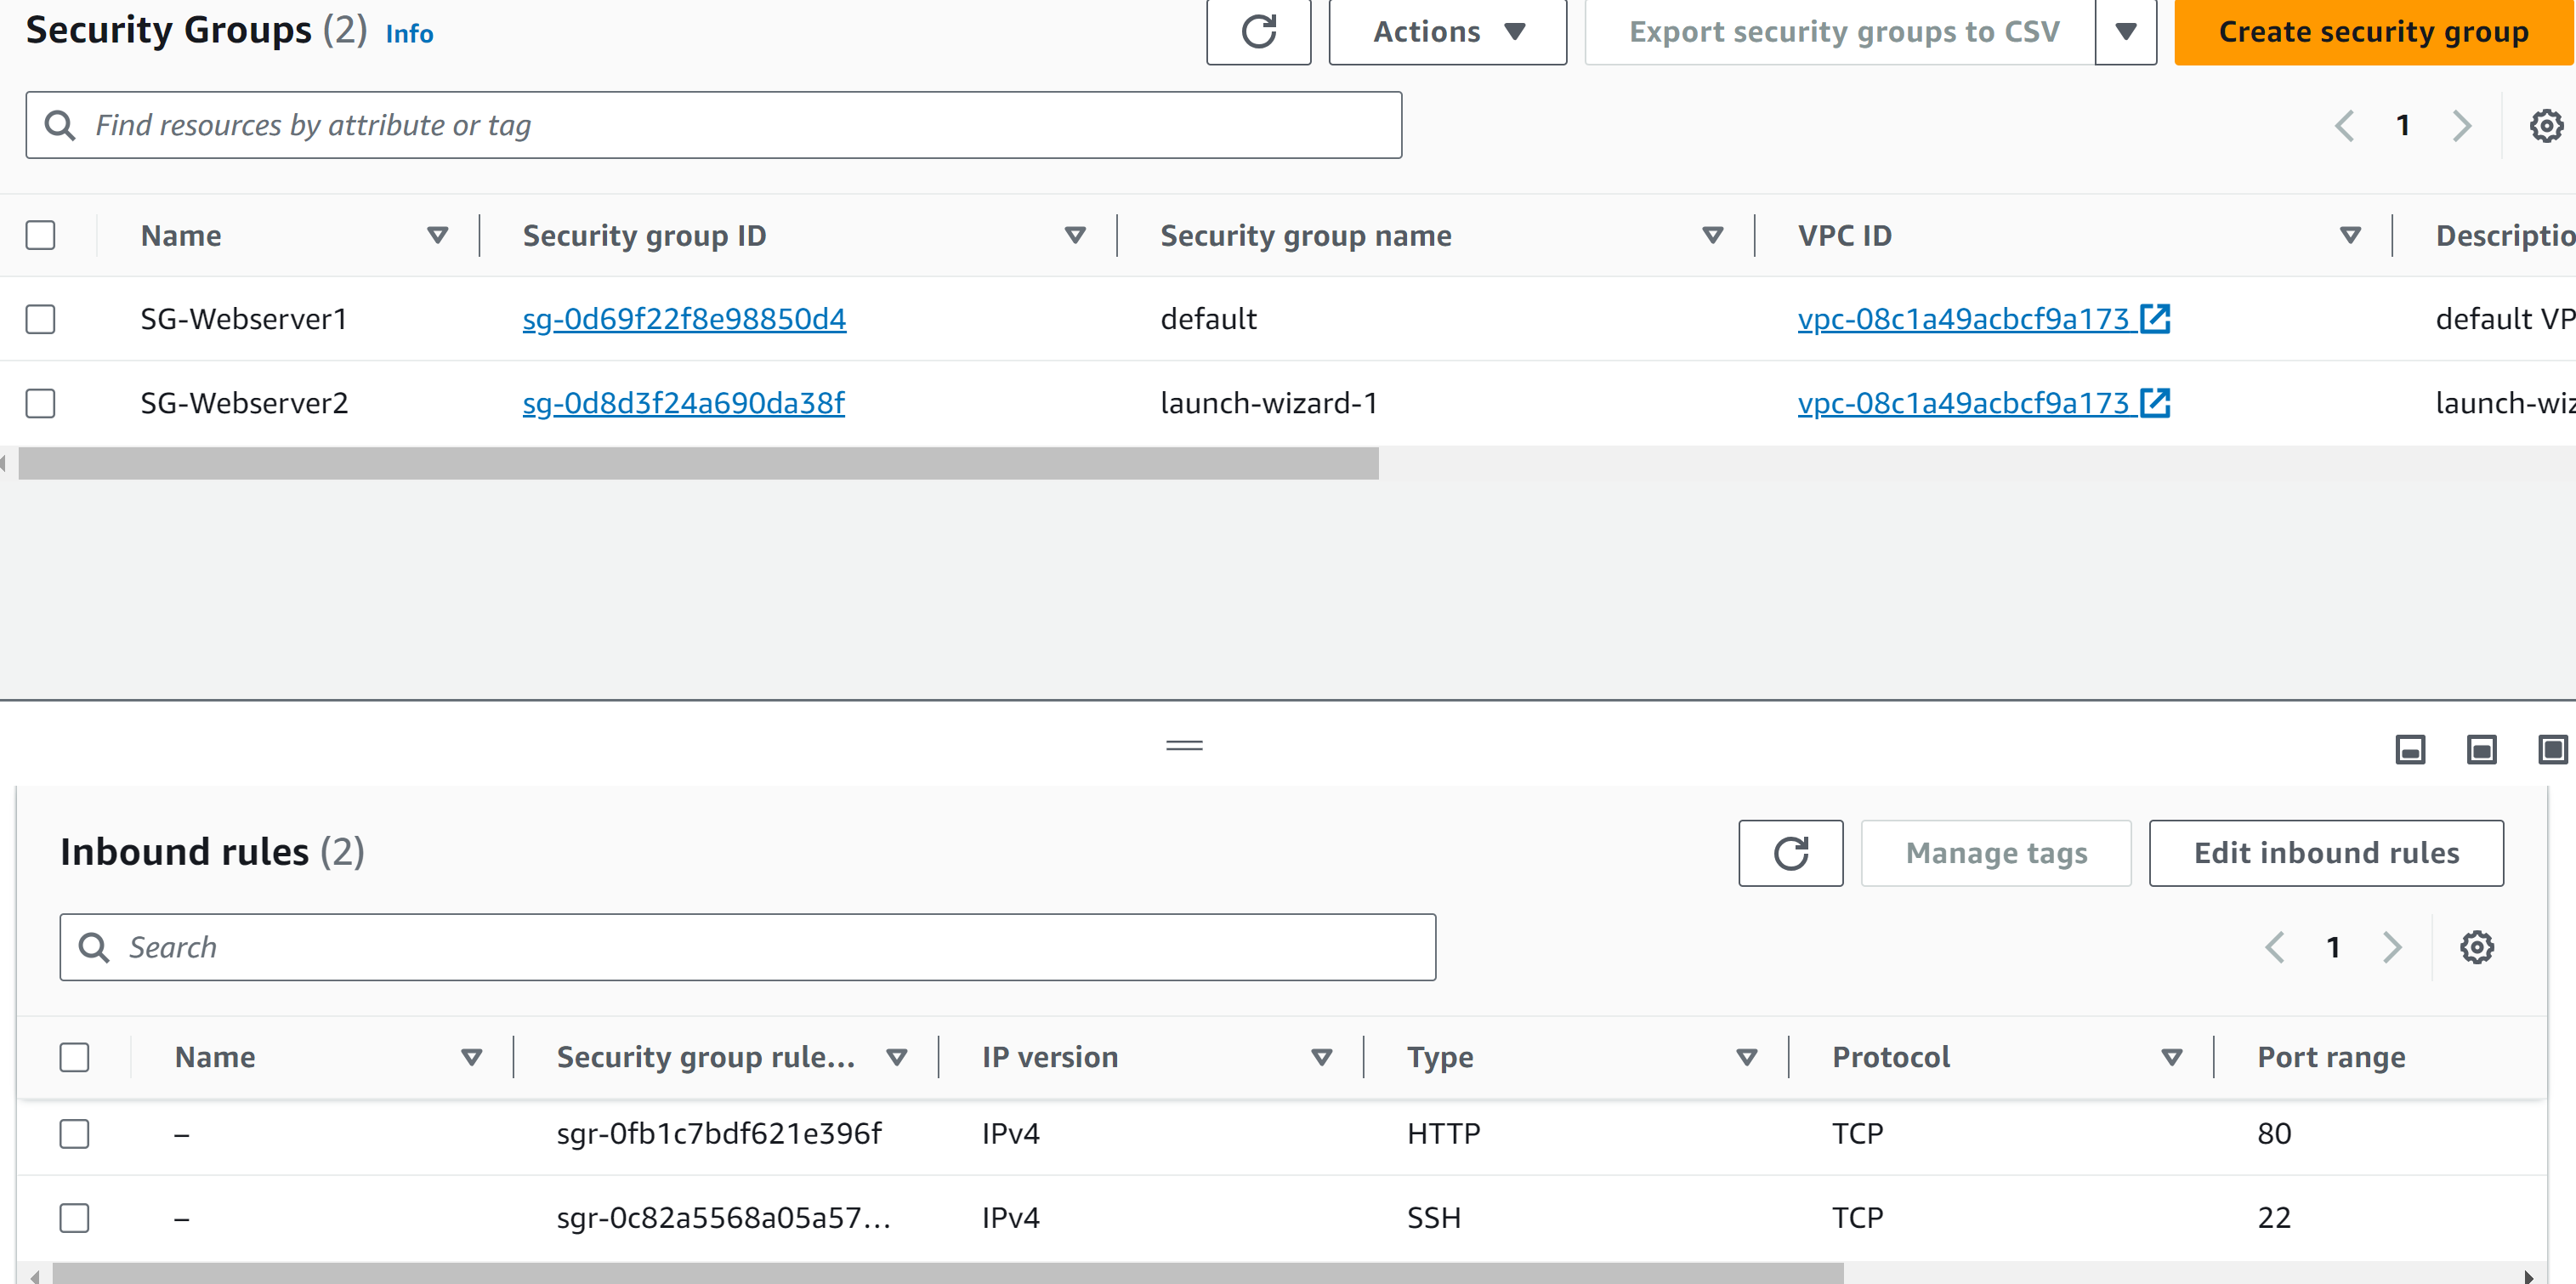 Security Groups (2) Info
Actions
Export security groups to CSV
Create security group
Find resources by attribute or tag
1
Name Security group ID Security group name VPC ID Descriptio
SG-Webserver1 sg-0d69f22f8e98850d4 default vpc-08c1a49acbcf9a173 default VP
SG-Webserver2 sg-0d8d3f24a690da38f launch-wizard-1 vpc-08c1a49acbcf9a173 launch-wiz
Inbound rules (2)
Manage tags
Edit inbound rules
Search
1
Name Security group rule... IP version Type Protocol Port range
– sgr-0fb1c7bdf621e396f IPv4 HTTP TCP 80
– sgr-0c82a5568a05a57... IPv4 SSH TCP 22